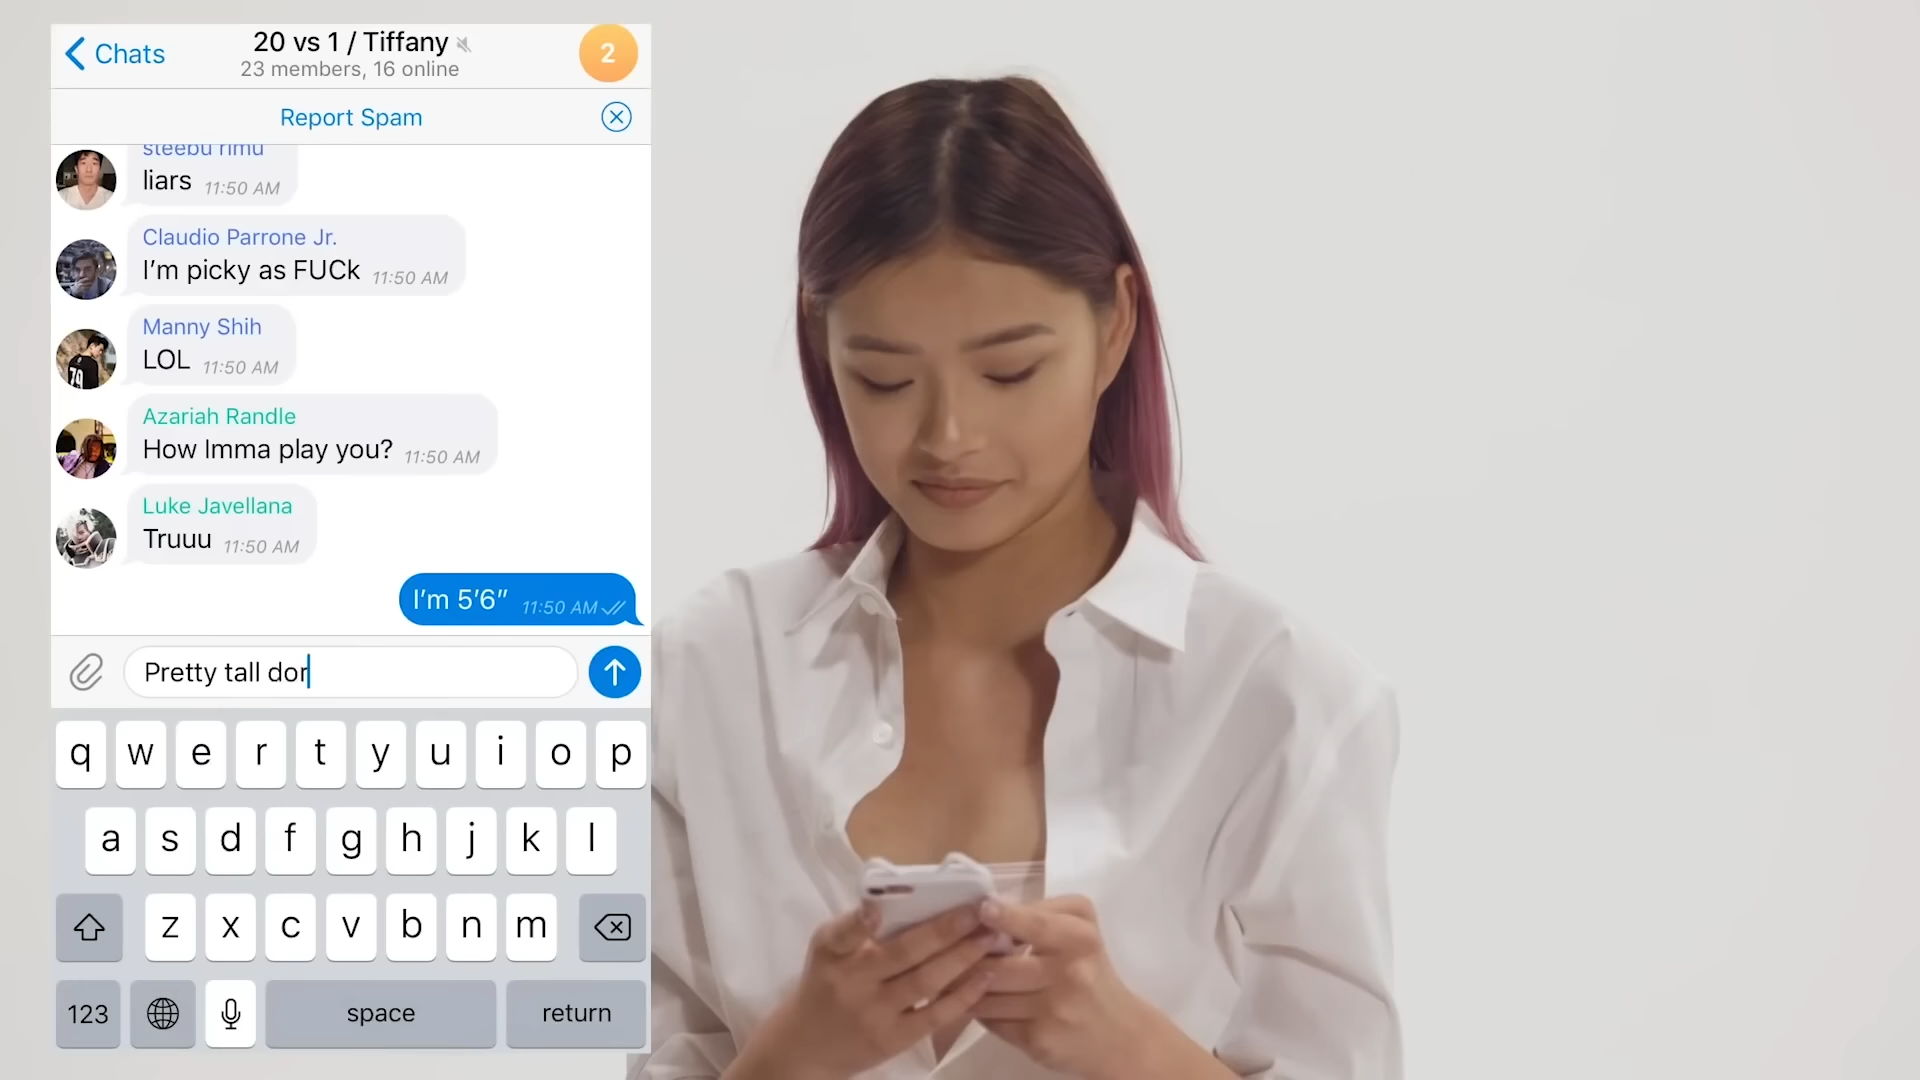 Chats
20 vs 1 / Tiffany
23 members, 16 online
2
Report Spam
steebu rimu
liars 11:50 AM
Claudio Parrone Jr.
I'm picky as FUCk 11:50 AM
Manny Shih
LOL 11:50 AM
79
Azariah Randle
How Imma play you? 11:50 AM
Luke Javellana
Truuu 11:50 AM
I'm 5'6" 11:50 AM
Pretty tall dor
q w e r t y u i o p
a s d f g h j k l
z x c v b n m
123 space return